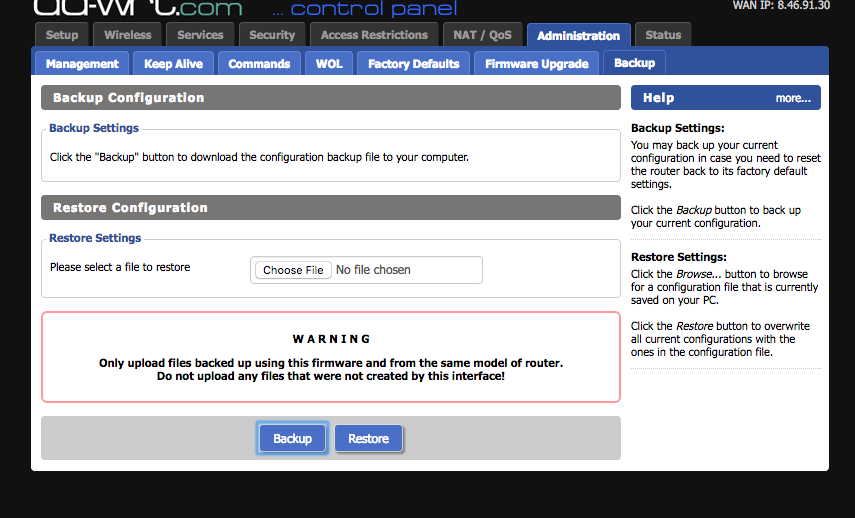 dd-wrt.com ... control panel
WAN IP: 8.46.91.30
Setup Wireless Services Security Access Restrictions NAT / QoS Administration Status
Management Keep Alive Commands WOL Factory Defaults Firmware Upgrade Backup
Backup Configuration
Backup Settings
Click the "Backup" button to download the configuration backup file to your computer.
Restore Configuration
Restore Settings
Please select a file to restore Choose File No file chosen
W A R N I N G
Only upload files backed up using this firmware and from the same model of router.
Do not upload any files that were not created by this interface!
Backup Restore
Help more...
Backup Settings:
You may back up your current
configuration in case you need to reset
the router back to its factory default
settings.
Click the Backup button to back up
your current configuration.
Restore Settings:
Click the Browse... button to browse
for a configuration file that is currently
saved on your PC.
Click the Restore button to overwrite
all current configurations with the
ones in the configuration file.